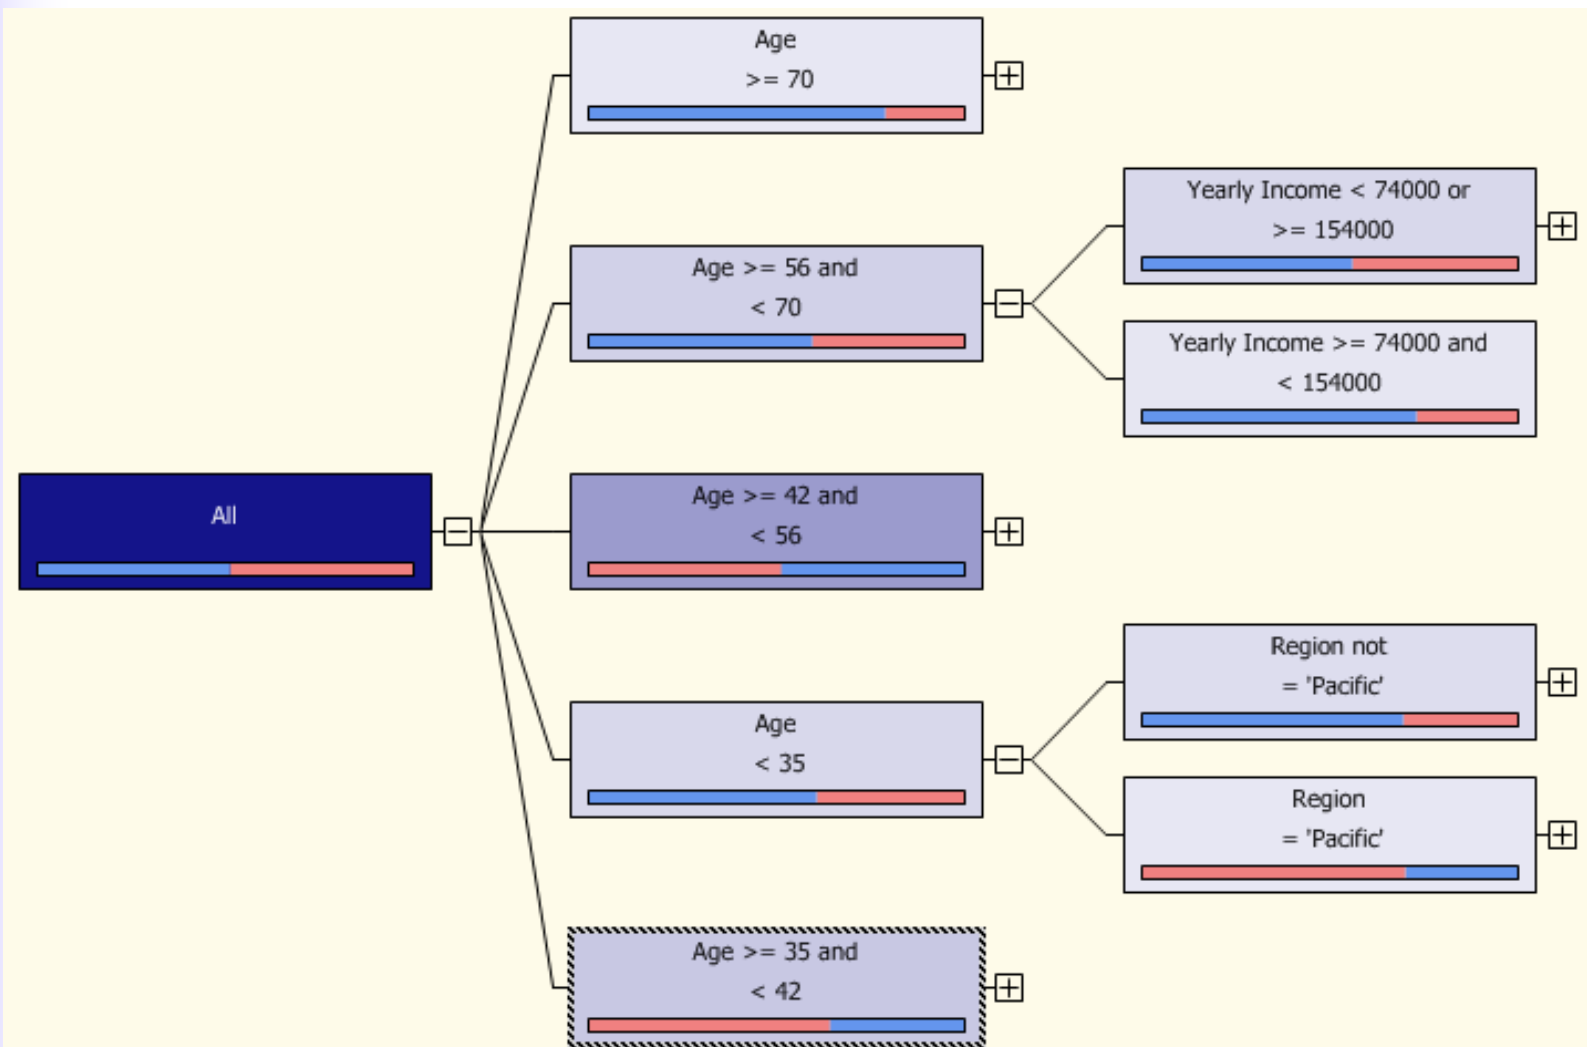 Age
>= 70
Yearly Income < 74000 or
>= 154000
Age >= 56 and
< 70
Yearly Income >= 74000 and
< 154000
All
Age >= 42 and
< 56
Region not
= 'Pacific'
Age
< 35
Region
= 'Pacific'
Age >= 35 and
< 42